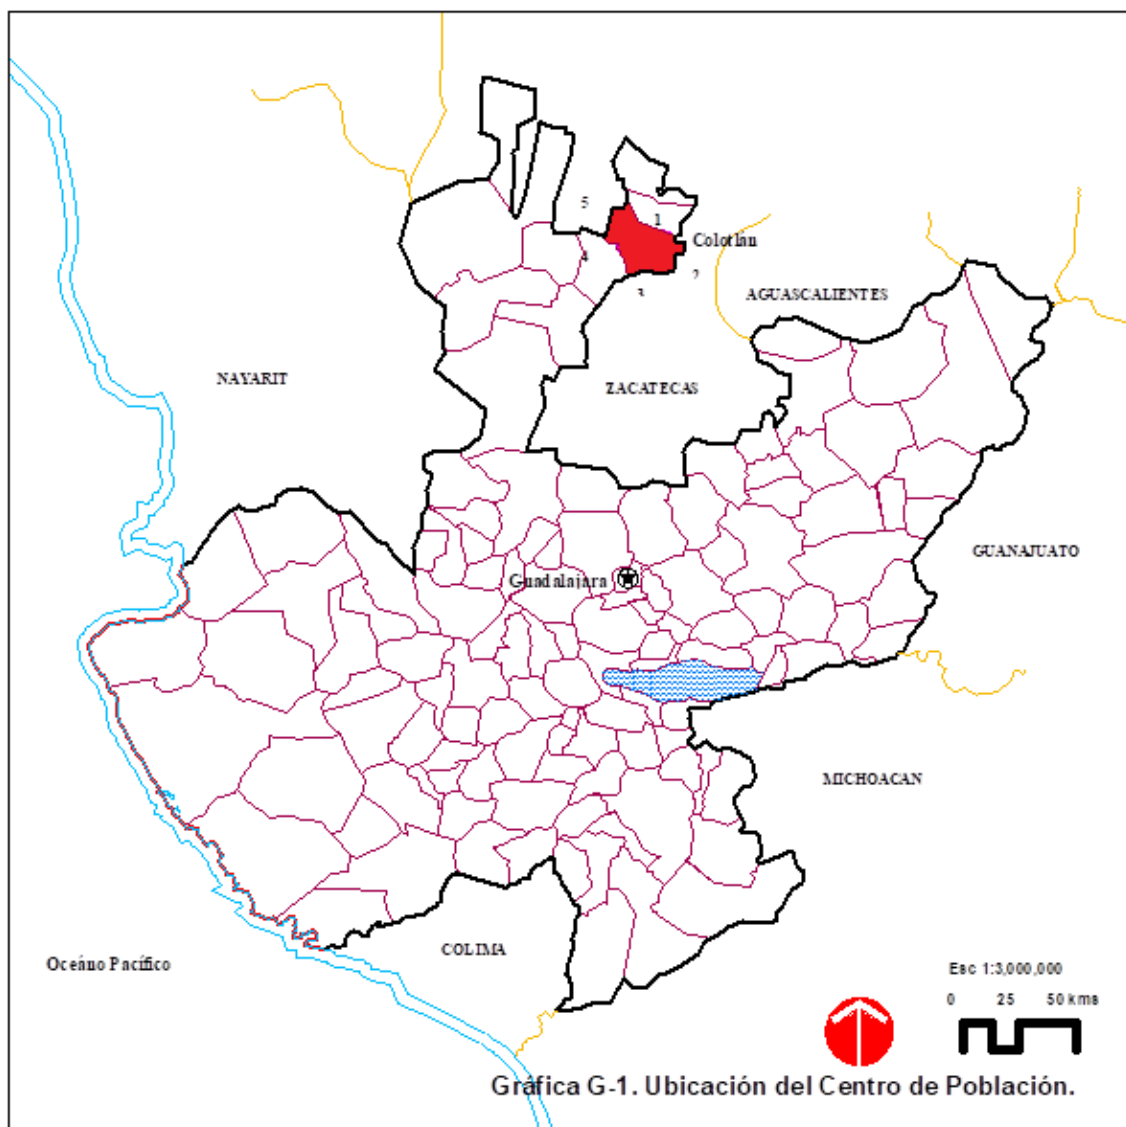 5
1
Colotlán
4
2
3
AGUASCALIENTES
NAYARIT
ZACATECAS
GUANAJUATO
Guadalajara
MICHOACAN
COLIMA
Oceáno Pacífico
Esc 1:3,000,000
0 25 50 kms
Gráfica G-1. Ubicación del Centro de Población.